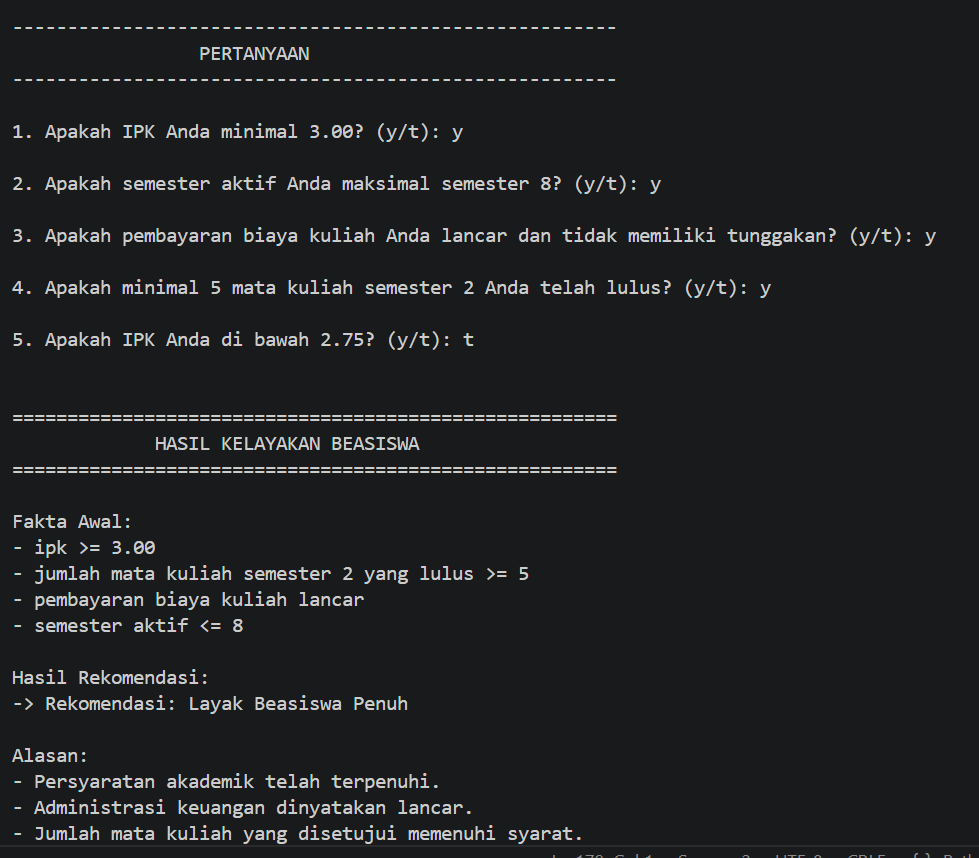 -------------------------------------------------------
PERTANYAAN
-------------------------------------------------------
1. Apakah IPK Anda minimal 3.00? (y/t): y
2. Apakah semester aktif Anda maksimal semester 8? (y/t): y
3. Apakah pembayaran biaya kuliah Anda lancar dan tidak memiliki tunggakan? (y/t): y
4. Apakah minimal 5 mata kuliah semester 2 Anda telah lulus? (y/t): y
5. Apakah IPK Anda di bawah 2.75? (y/t): t
=======================================================
HASIL KELAYAKAN BEASISWA
=======================================================
Fakta Awal:
- ipk >= 3.00
- jumlah mata kuliah semester 2 yang lulus >= 5
- pembayaran biaya kuliah lancar
- semester aktif <= 8
Hasil Rekomendasi:
-> Rekomendasi: Layak Beasiswa Penuh
Alasan:
- Persyaratan akademik telah terpenuhi.
- Administrasi keuangan dinyatakan lancar.
- Jumlah mata kuliah yang disetujui memenuhi syarat.